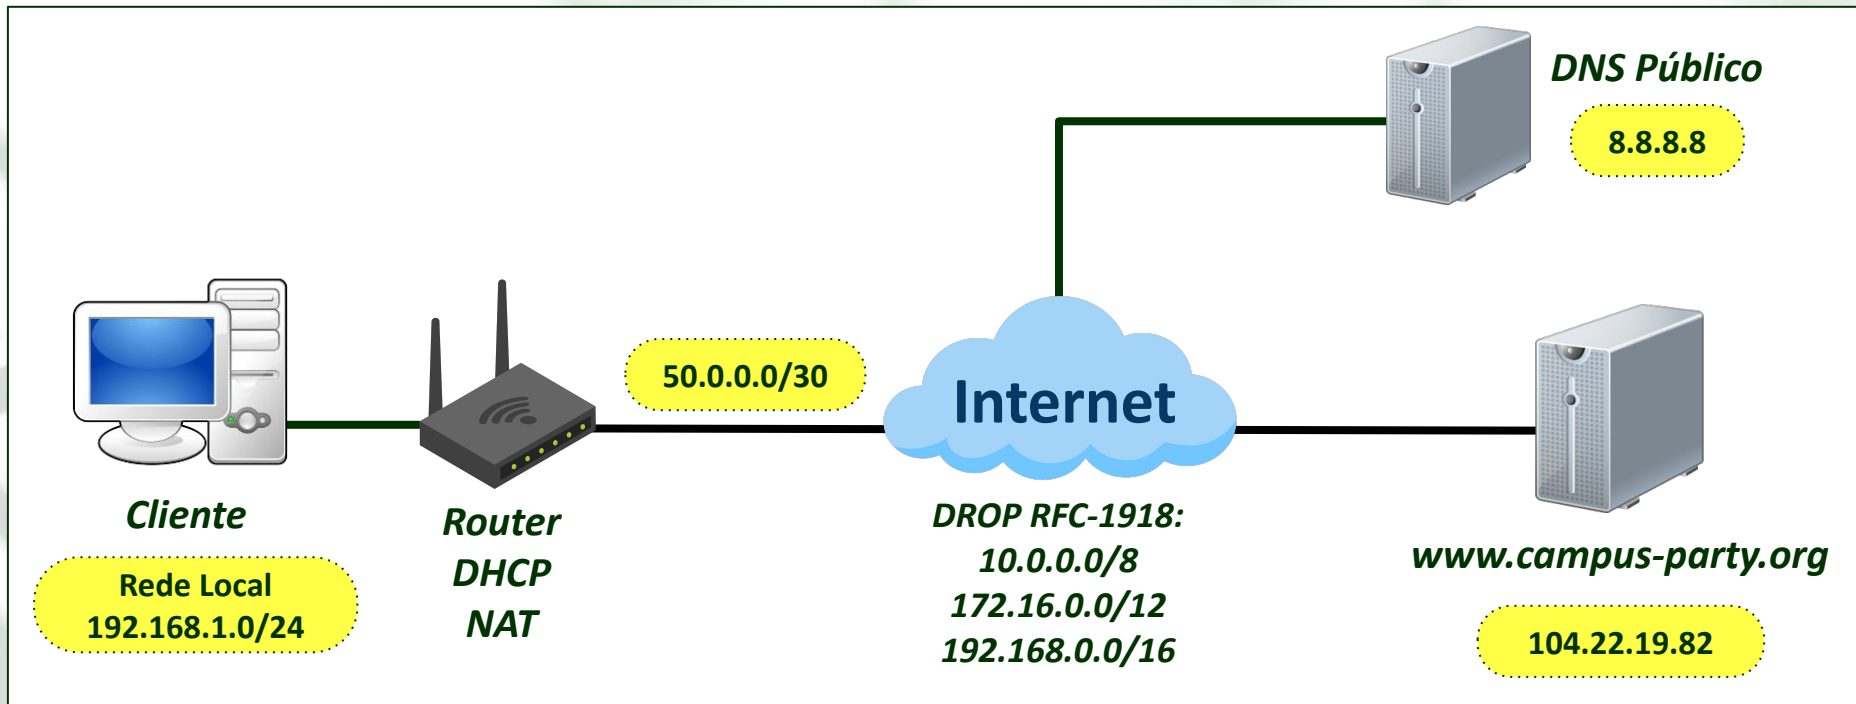 DNS Público
8.8.8.8
50.0.0.0/30
Internet
Cliente
Rede Local
192.168.1.0/24
Router
DHCP
NAT
DROP RFC-1918:
10.0.0.0/8
172.16.0.0/12
192.168.0.0/16
www.campus-party.org
104.22.19.82